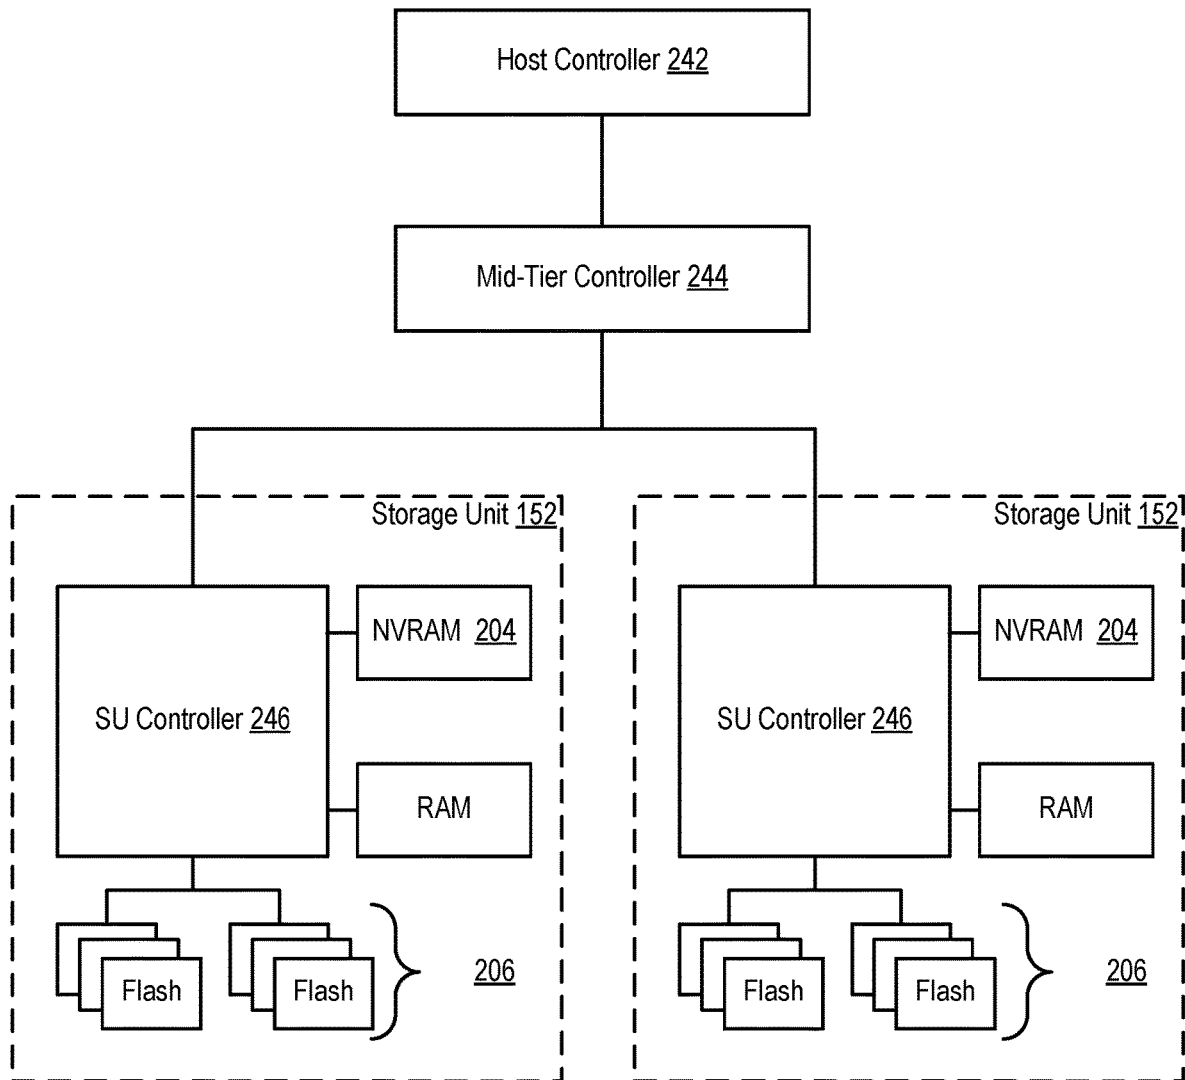 Host Controller 242
Mid-Tier Controller 244
Storage Unit 152
NVRAM 204
SU Controller 246
RAM
Flash
Flash
206
Storage Unit 152
NVRAM 204
SU Controller 246
RAM
Flash
Flash
206